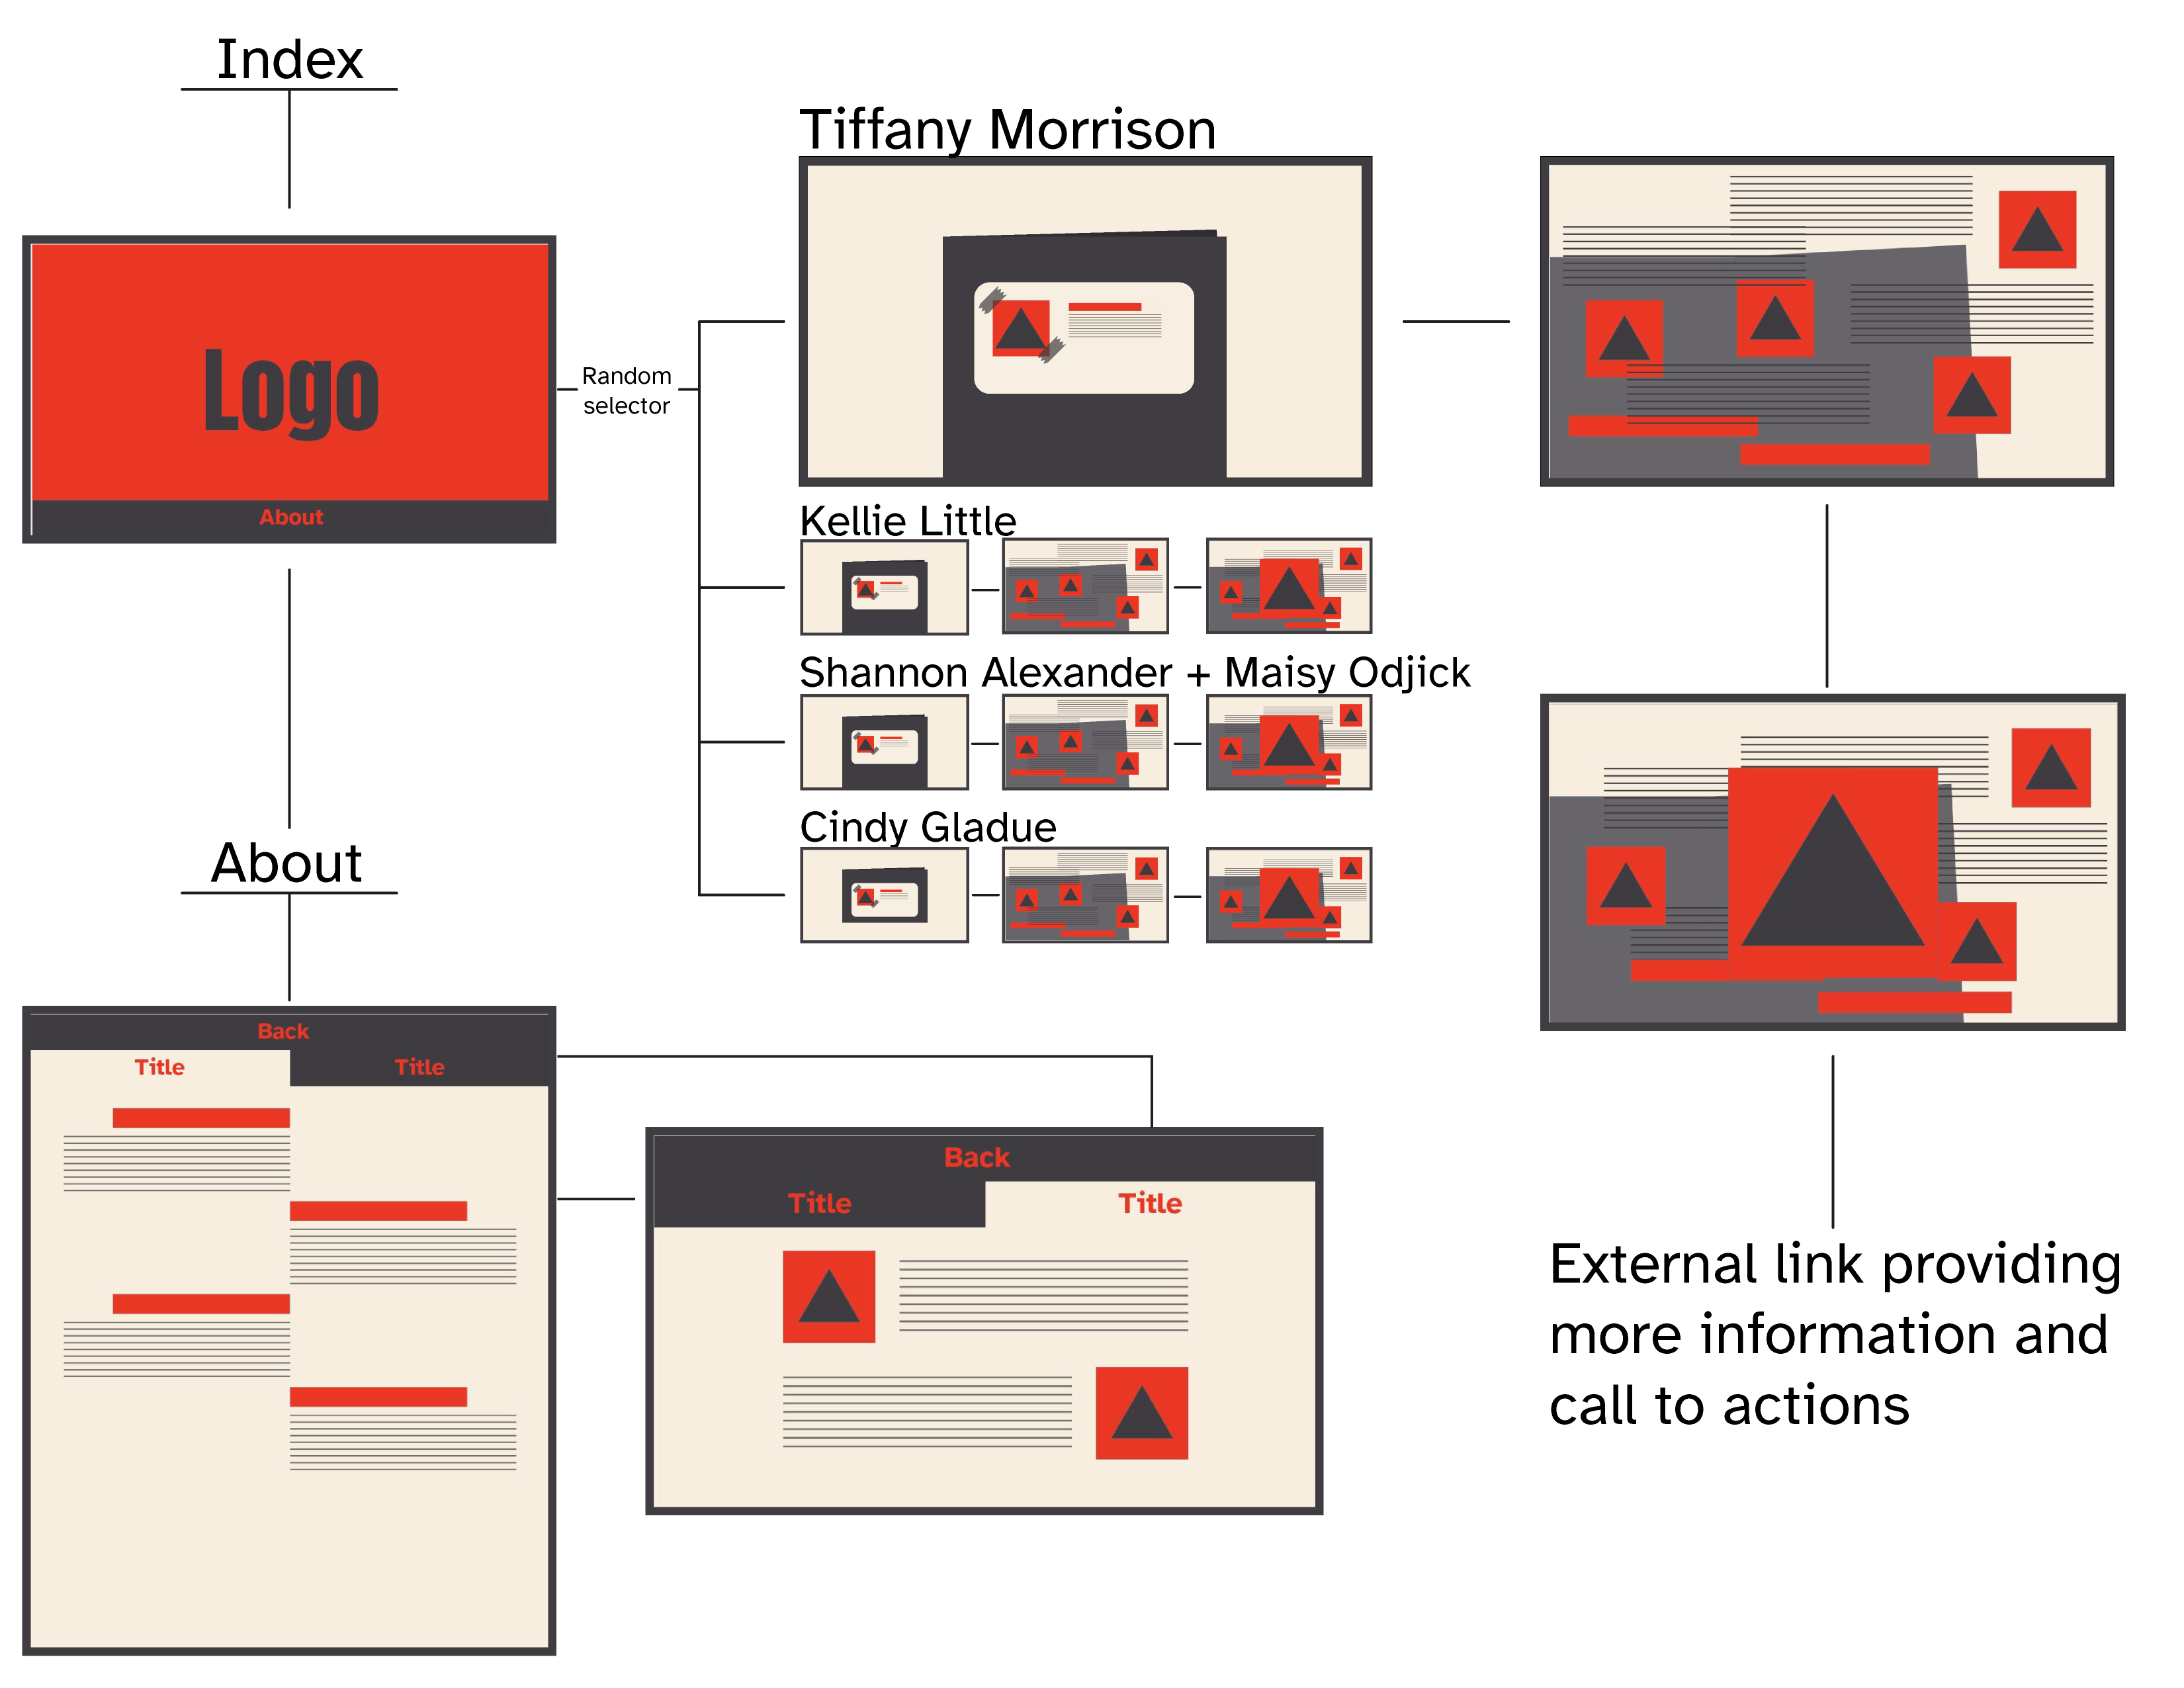 Index
Logo
About
Random
selector
Tiffany Morrison
Kellie Little
Shannon Alexander + Maisy Odjick
Cindy Gladue
About
Back
Title Title
Back
Title Title
External link providing
more information and
call to actions